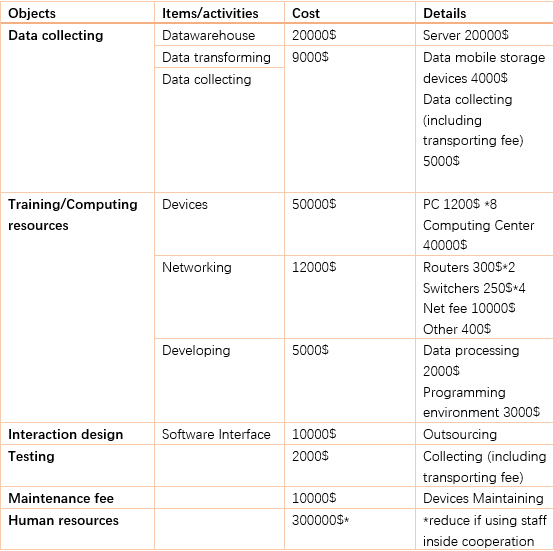 Objects Items/activities Cost Details
Data collecting Datawarehouse 20000$ Server 20000$
Data transforming 9000$ Data mobile storage
devices 4000$
Data collecting
Data collecting
(including
transporting fee)
5000$
Training/Computing
resources
Devices 50000$ PC 1200$ *8
Computing Center
40000$
Networking 12000$ Routers 300$*2
Switchers 250$*4
Net fee 10000$
Other 400$
Developing 5000$ Data processing
2000$
Programming
environment 3000$
Interaction design Software Interface 10000$ Outsourcing
Testing 2000$ Collecting (including
transporting fee)
Maintenance fee 10000$ Devices Maintaining
Human resources 300000$* *reduce if using staff
inside cooperation